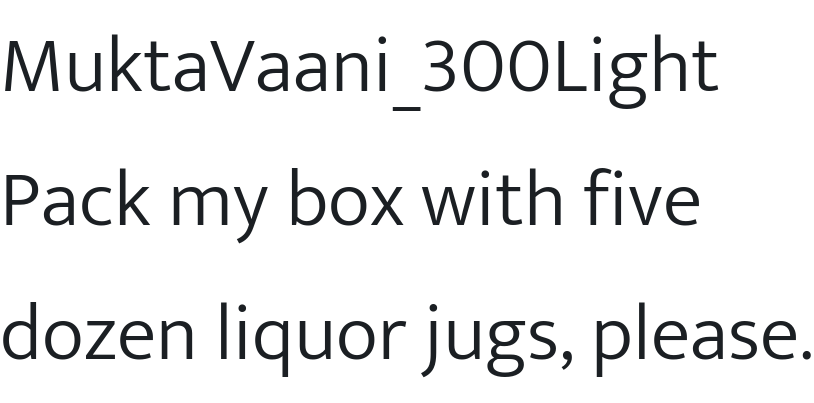 MuktaVaani_300Light
Pack my box with five
dozen liquor jugs, please.